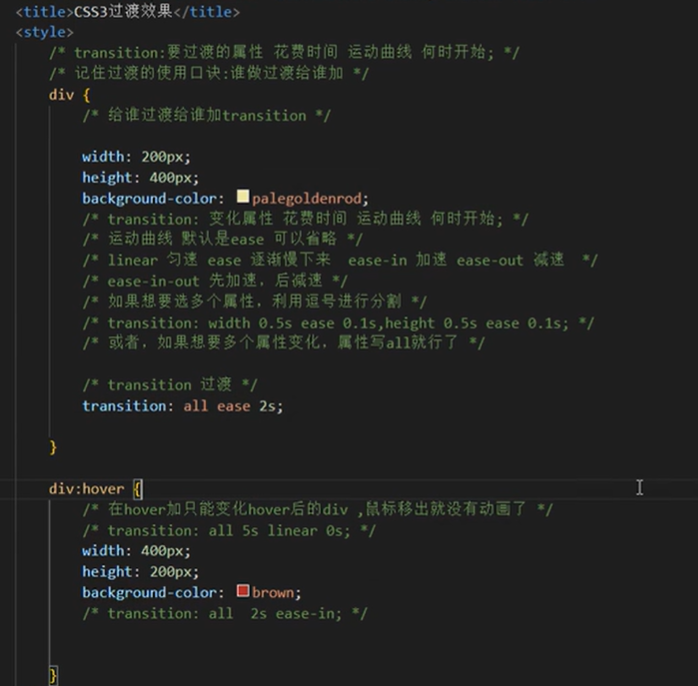 <title>CSS3过渡效果</title>
<style>
/* transition:要过渡的属性 花费时间 运动曲线 何时开始; */
/* 记住过渡的使用口诀:谁做过渡给谁加 */
div {
/* 给谁过渡给谁加transition */
width: 200px;
height: 400px;
background-color: palegoldenrod;
/* transition: 变化属性 花费时间 运动曲线 何时开始; */
/* 运动曲线 默认是ease 可以省略 */
/* linear 匀速 ease 逐渐慢下来  ease-in 加速 ease-out 减速  */
/* ease-in-out 先加速，后减速 */
/* 如果想要选多个属性，利用逗号进行分割 */
/* transition: width 0.5s ease 0.1s,height 0.5s ease 0.1s; */
/* 或者，如果想要多个属性变化，属性写all就行了 */
/* transition 过渡 */
transition: all ease 2s;
}
div:hover {
/* 在hover加只能变化hover后的div ,鼠标移出就没有动画了 */
/* transition: all 5s linear 0s; */
width: 400px;
height: 200px;
background-color: brown;
/* transition: all  2s ease-in; */
}